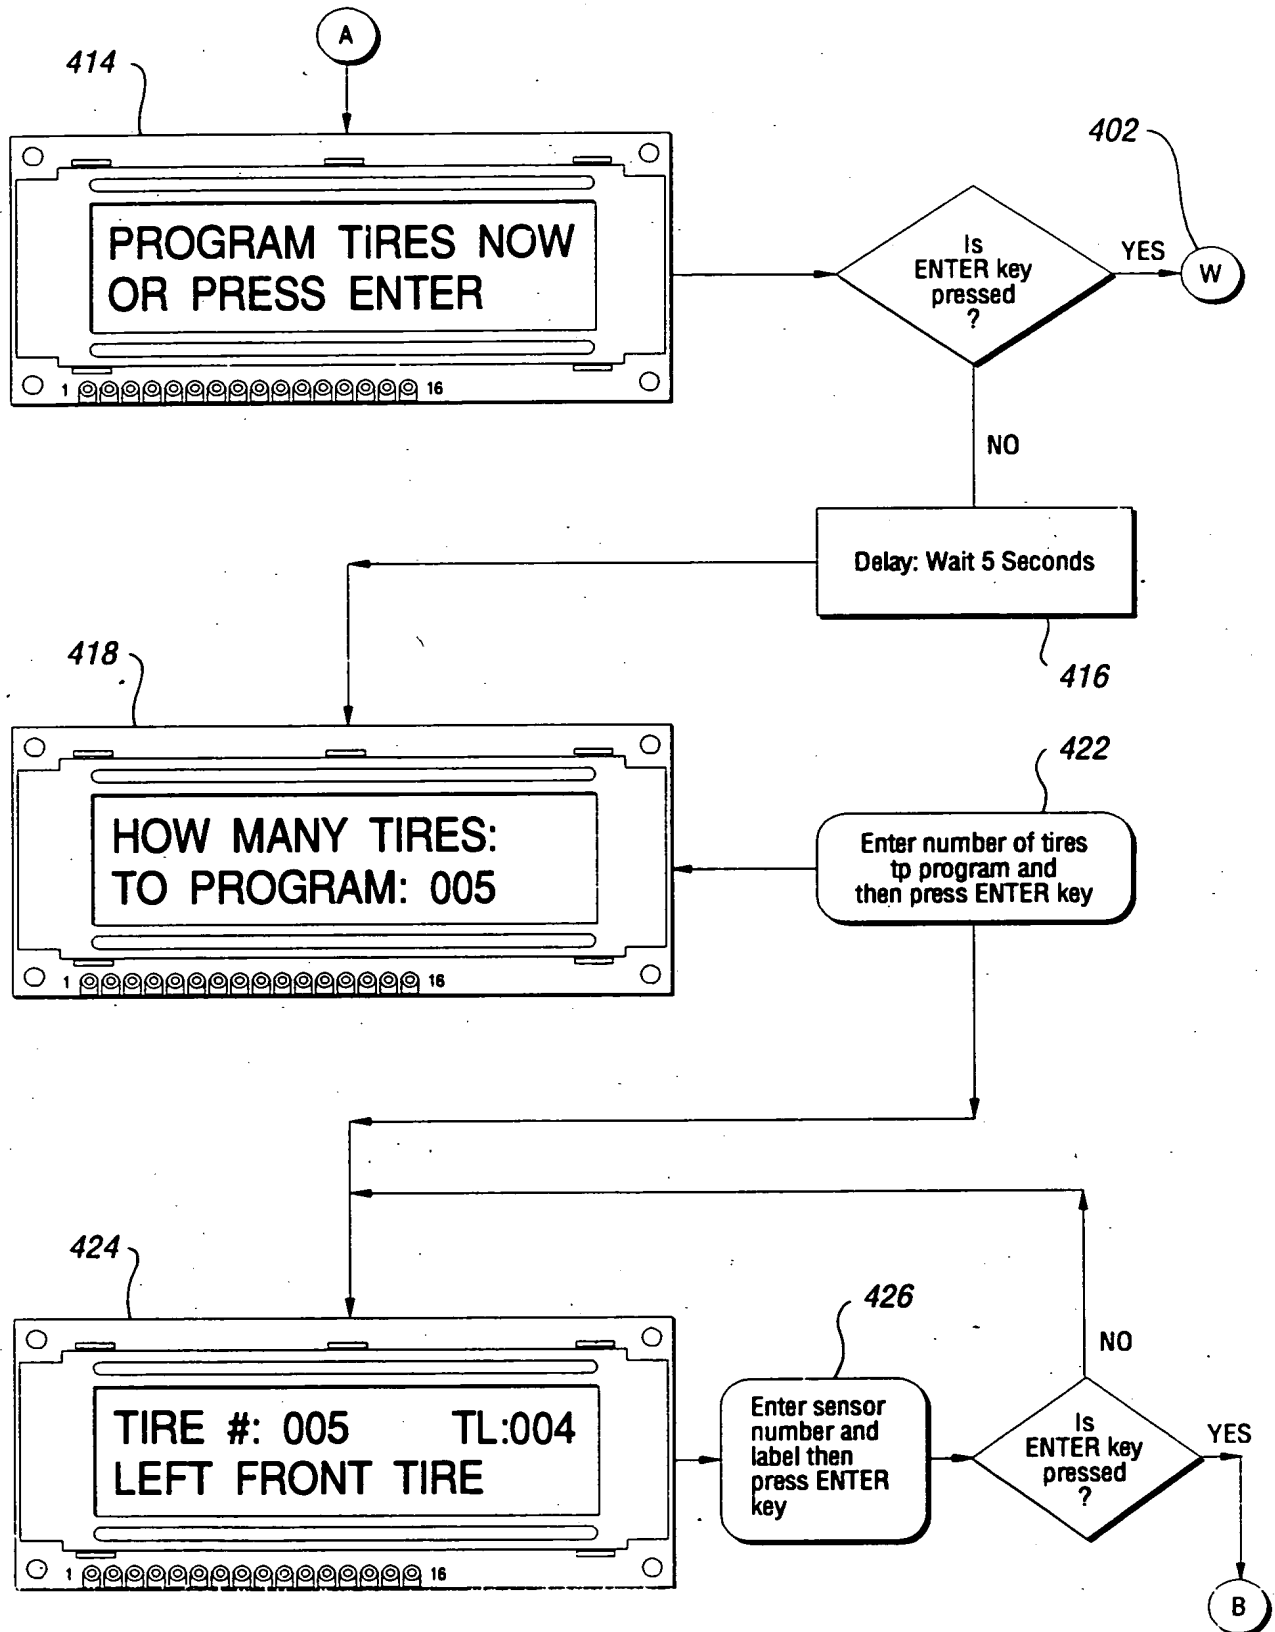 A
414
402
PROGRAM TIRES NOW
OR PRESS ENTER
1
16
Is
ENTER key
pressed
?
YES
W
NO
Delay: Wait 5 Seconds
416
418
HOW MANY TIRES:
TO PROGRAM: 005
1
16
422
Enter number of tires
tp program and
then press ENTER key
424
TIRE #: 005 TL:004
LEFT FRONT TIRE
1
16
426
Enter sensor
number and
label then
press ENTER
key
Is
ENTER key
pressed
?
NO
YES
B